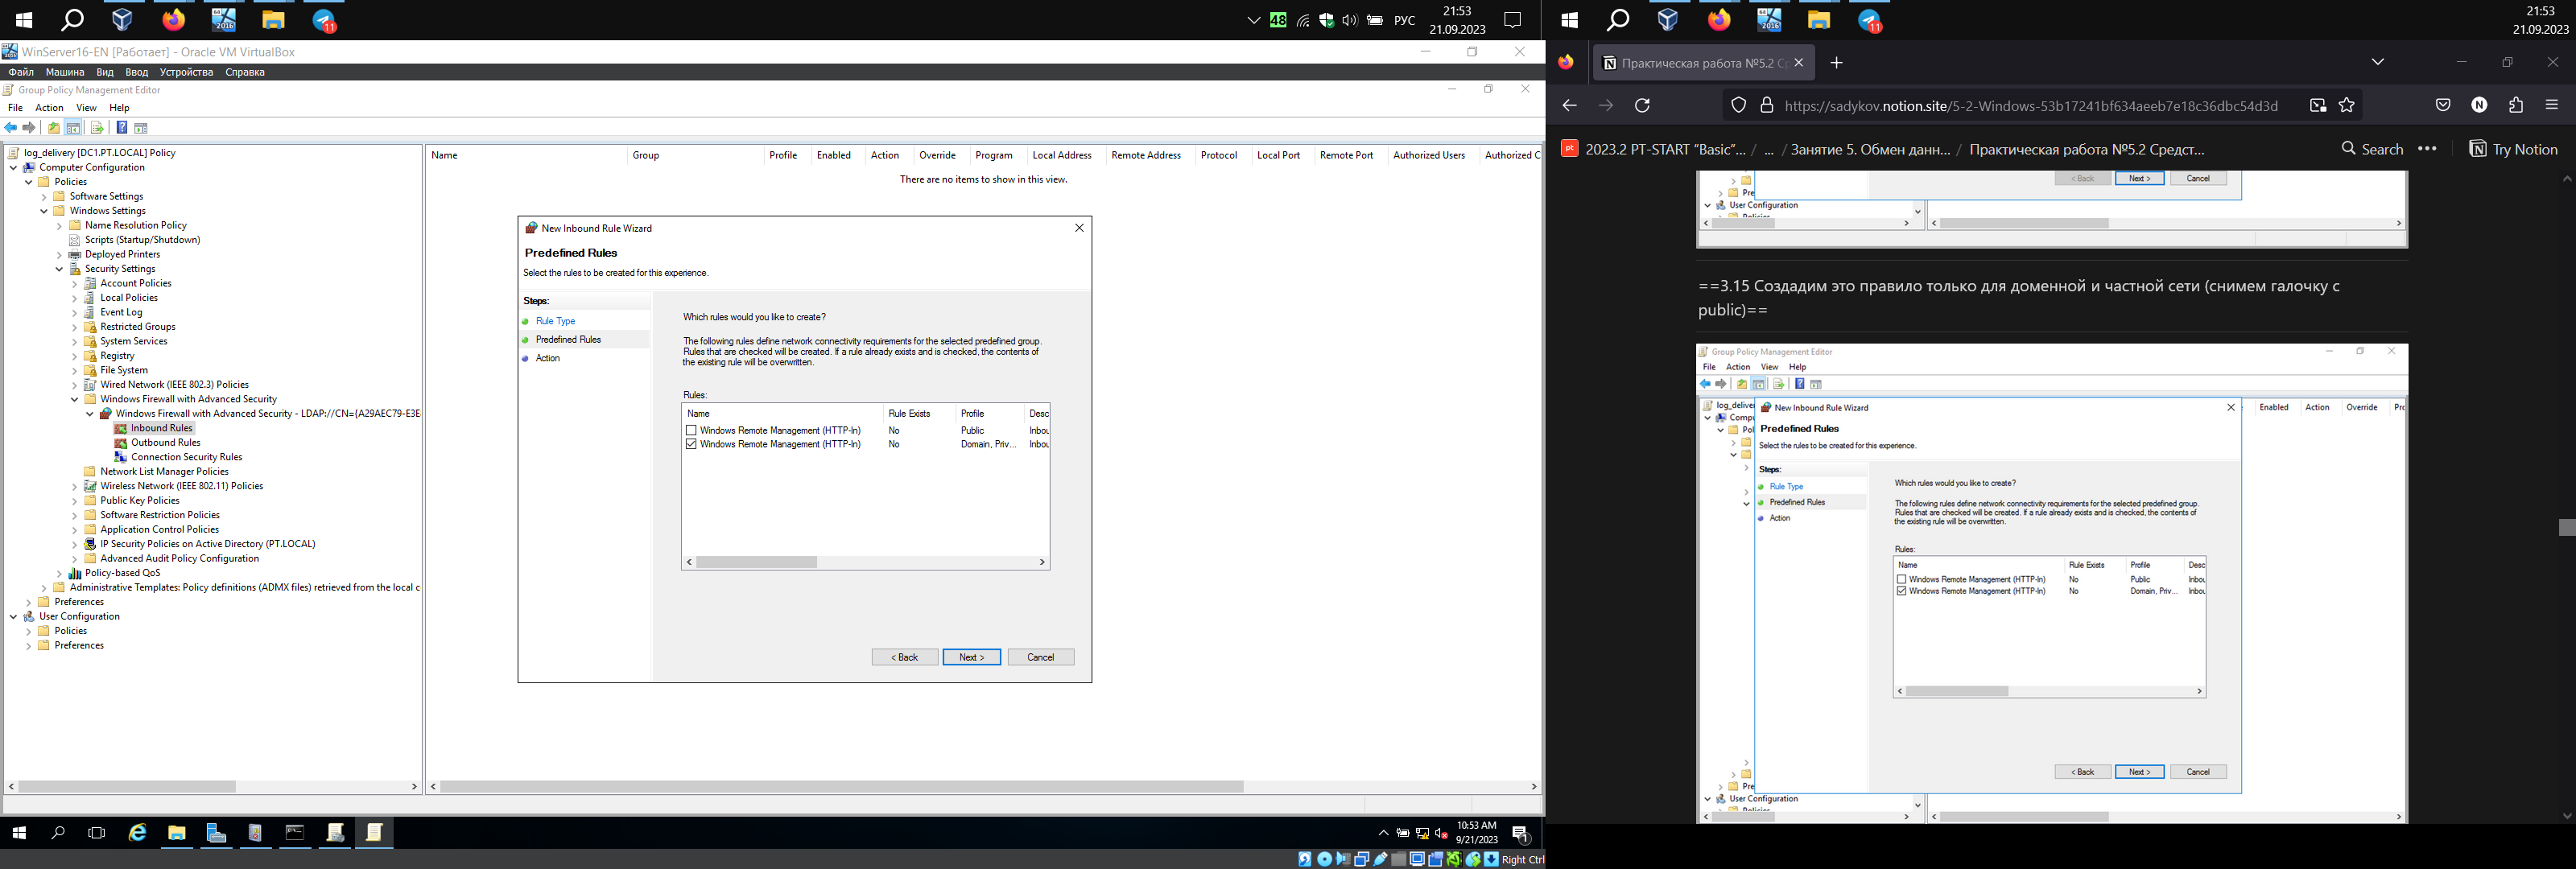 48
РУС
21:53
21.09.2023
11
2016
WinServer16-EN [Работает] - Oracle VM VirtualBox
Файл Машина Вид Ввод Устройства Справка
Group Policy Management Editor
File Action View Help
log_delivery [DC1.PT.LOCAL] Policy
Computer Configuration
Policies
Software Settings
Windows Settings
Name Resolution Policy
Scripts (Startup/Shutdown)
Deployed Printers
Security Settings
Account Policies
Local Policies
Event Log
Restricted Groups
System Services
Registry
File System
Wired Network (IEEE 802.3) Policies
Windows Firewall with Advanced Security
Windows Firewall with Advanced Security - LDAP://CN={A29AEC79-E3E
Inbound Rules
Outbound Rules
Connection Security Rules
Network List Manager Policies
Wireless Network (IEEE 802.11) Policies
Public Key Policies
Software Restriction Policies
Application Control Policies
IP Security Policies on Active Directory (PT.LOCAL)
Advanced Audit Policy Configuration
Policy-based QoS
Administrative Templates: Policy definitions (ADMX files) retrieved from the local c
Preferences
User Configuration
Policies
Preferences
Name Group Profile Enabled Action Override Program Local Address Remote Address Protocol Local Port Remote Port Authorized Users Authorized C
There are no items to show in this view.
New Inbound Rule Wizard
Predefined Rules
Select the rules to be created for this experience.
Steps:
Rule Type
Predefined Rules
Action
Which rules would you like to create?
The following rules define network connectivity requirements for the selected predefined group.
Rules that are checked will be created. If a rule already exists and is checked, the contents of
the existing rule will be overwritten.
Rules:
Name Rule Exists Profile Desc
Windows Remote Management (HTTP-In) No Public Inbou
Windows Remote Management (HTTP-In) No Domain, Priv... Inbou
< Back Next > Cancel
10:53 AM
9/21/2023
1
Right Ctrl
2016
11
21:53
21.09.2023
Практическая работа №5.2 Ср
https://sadykov.notion.site/5-2-Windows-53b17241bf634aeeb7e18c36dbc54d3d
pt 2023.2 PT-START "Basic"... / ... / Занятие 5. Обмен данн... / Практическая работа №5.2 Средст...
Search ••• Try Notion
< Back Next > Cancel
Pre
User Configuration
Policies
==3.15 Создадим это правило только для доменной и частной сети (снимем галочку с
public)==
Group Policy Management Editor
File Action View Help
log_deliver
Compu
Pol
New Inbound Rule Wizard
Enabled Action Override Prc
Predefined Rules
Select the rules to be created for this experience.
Steps:
Rule Type
Predefined Rules
Action
Which rules would you like to create?
The following rules define network connectivity requirements for the selected predefined group.
Rules that are checked will be created. If a rule already exists and is checked, the contents of
the existing rule will be overwritten.
Rules:
Name Rule Exists Profile Desc
Windows Remote Management (HTTP-In) No Public Inbou
Windows Remote Management (HTTP-In) No Domain, Priv... Inbou
< Back Next > Cancel
Pre
User Configuration
Policies